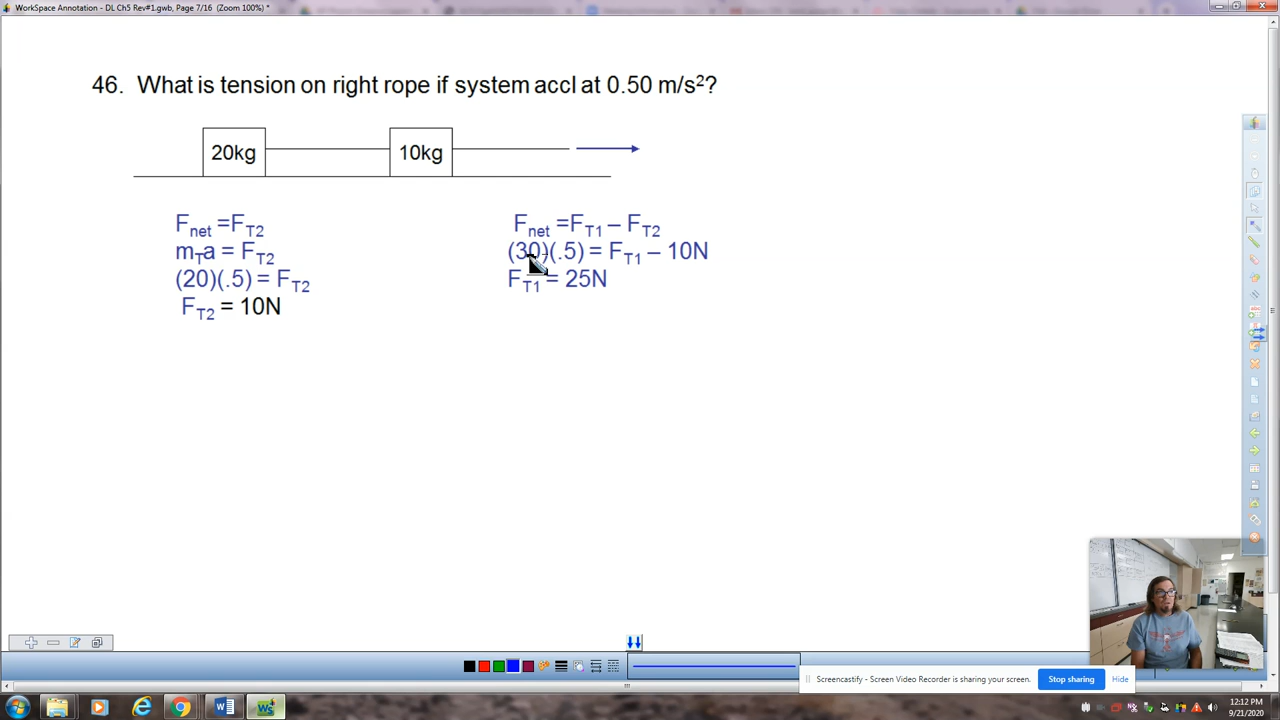 WorkSpace Annotation - DL Ch5 Rev#1.gwb, Page 7/16 (Zoom 100%) *
46. What is tension on right rope if system accl at 0.50 m/s²?
20kg
10kg
Fnet =FT2
mTa = FT2
(20)(.5) = FT2
FT2 = 10N
Fnet =FT1 – FT2
(30)(.5) = FT1 – 10N
FT1 = 25N
Screencastify - Screen Video Recorder is sharing your screen.
Stop sharing
Hide
12:12 PM
9/21/2020